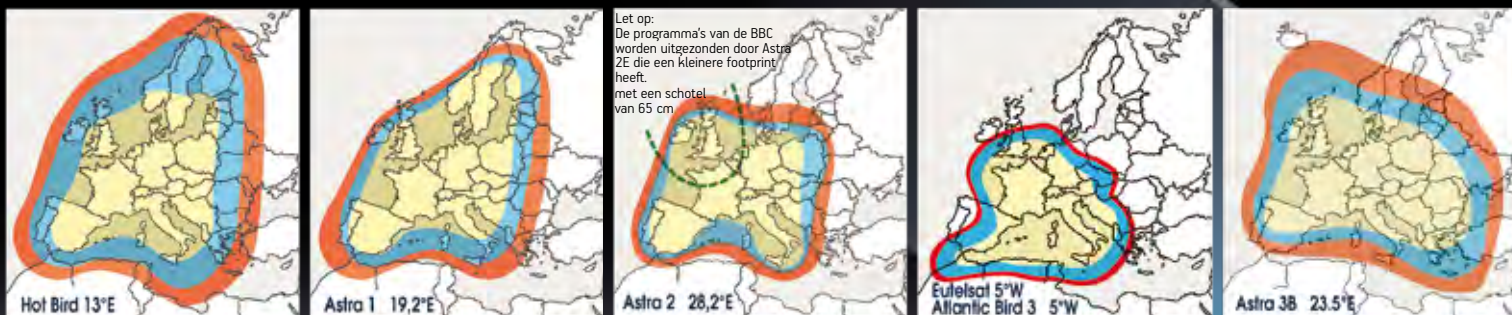 Hot Bird 13°E
Astra 1 19,2°E
Let op:
De programma's van de BBC
worden uitgezonden door Astra
2E die een kleinere footprint
heeft.
met een schotel
van 65 cm
Astra 2 28,2°E
Eutelsat 5°W
Atlantic Bird 3 5°W
Astra 3B 23.5°E